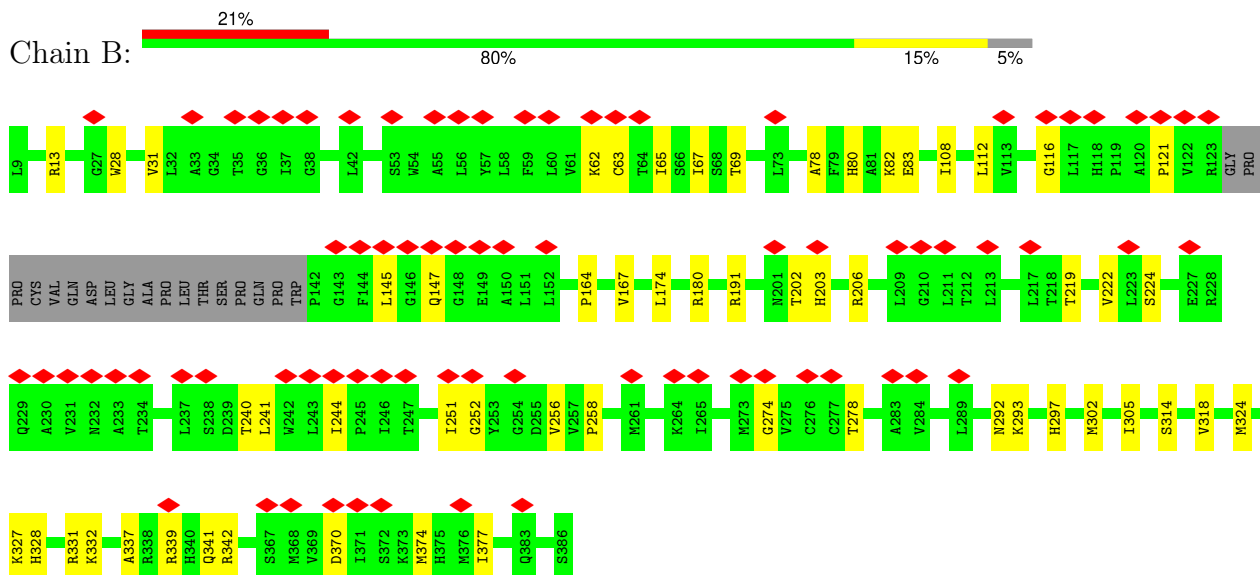 21%
Chain B:
80% 15% 5%
L9 R13 G27 W28 V31 L32 A33 G34 T35 G36 I37 G38 L42 S53 W54 A55 L56 Y57 L58 F59 L60 V61 K62 C63 T64 I65 S66 I67 S68 T69 L73 A78 F79 H80 A81 K82 E83 I108 L112 V113 G116 L117 H118 P119 A120 P121 V122 R123 GLY PRO
PRO CYS VAL GLN ASP LEU GLY ALA PRO LEU THR SER PRO GLN PRO TRP P142 G143 F144 L145 G146 Q147 G148 E149 A150 L151 L152 P164 V167 L174 R180 R191 N201 T202 H203 R206 L209 G210 L211 T212 L213 L217 T218 T219 V222 L223 S224 E227 R228
Q229 A230 V231 N232 A233 T234 L237 S238 D239 T240 L241 W242 L243 I244 P245 I246 T247 I251 G252 Y253 G254 D255 V256 V257 P258 M261 K264 I265 M273 G274 V275 C276 C277 T278 A283 V284 L289 N292 K293 H297 M302 I305 S314 V318 M324
K327 H328 R331 K332 A337 R338 R339 H340 Q341 R342 S367 M368 V369 D370 I371 S372 K373 M374 H375 M376 I377 Q383 S386